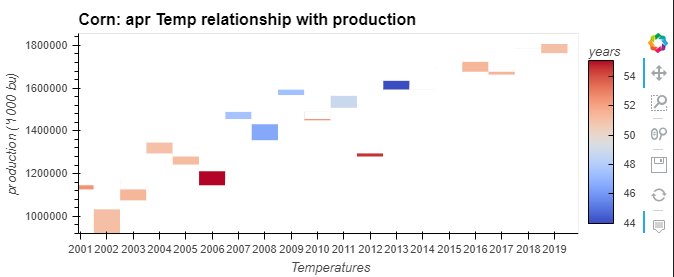 Corn: apr Temp relationship with production
years
production ('1000 bu)
1800000
1600000
1400000
1200000
1000000
54
52
50
48
46
44
2001 2002 2003 2004 2005 2006 2007 2008 2009 2010 2011 2012 2013 2014 2015 2016 2017 2018 2019
Temperatures